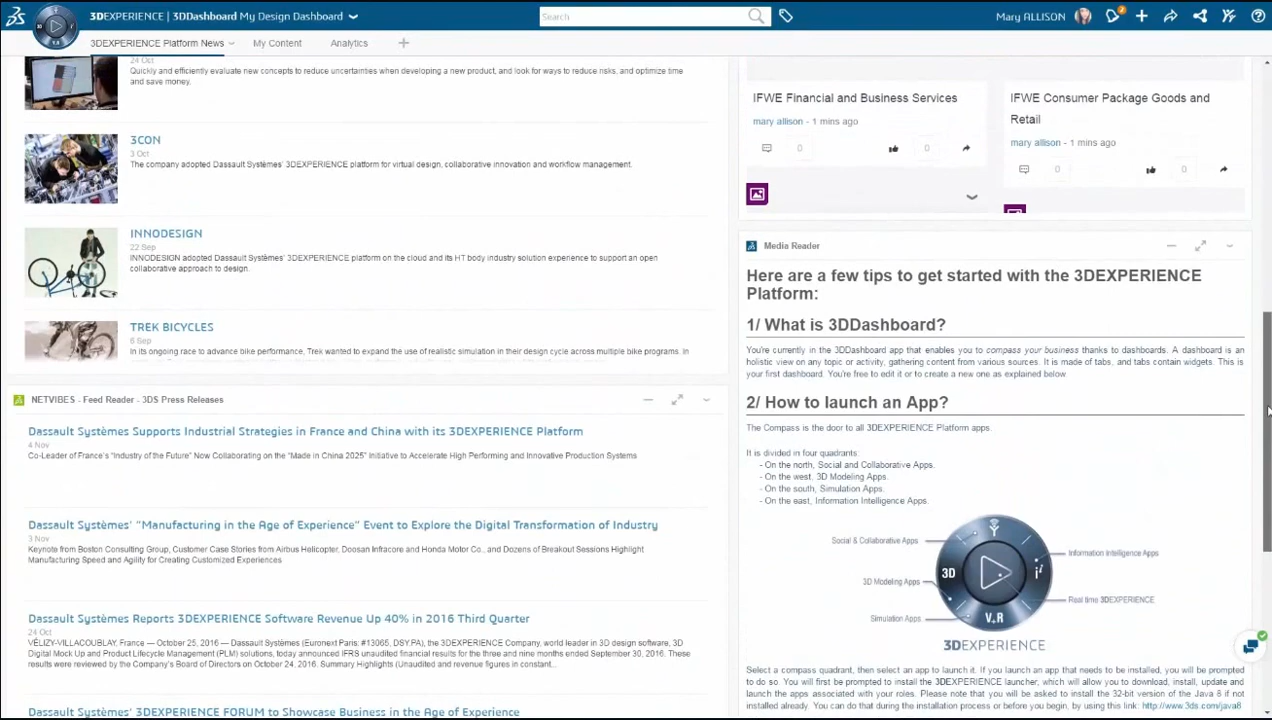 3DEXPERIENCE | 3DDashboard My Design Dashboard
Search
Mary ALLISON
2
3DEXPERIENCE Platform News
My Content
Analytics
24 Oct
Quickly and efficiently evaluate new concepts to reduce uncertainties when developing a new product, and look for ways to reduce risks, and optimize time
and save money.
3CON
3 Oct
The company adopted Dassault Systèmes' 3DEXPERIENCE platform for virtual design, collaborative innovation and workflow management.
INNODESIGN
22 Sep
INNODESIGN adopted Dassault Systèmes' 3DEXPERIENCE platform on the cloud and its HT body industry solution experience to support an open
collaborative approach to design.
TREK BICYCLES
6 Sep
In its ongoing race to advance bike performance, Trek wanted to expand the use of realistic simulation in their design cycle across multiple bike programs. In
NETVIBES - Feed Reader - 3DS Press Releases
Dassault Systèmes Supports Industrial Strategies in France and China with its 3DEXPERIENCE Platform
4 Nov
Co-Leader of France's "Industry of the Future" Now Collaborating on the "Made in China 2025" Initiative to Accelerate High Performing and Innovative Production Systems
Dassault Systèmes' "Manufacturing in the Age of Experience" Event to Explore the Digital Transformation of Industry
3 Nov
Keynote from Boston Consulting Group, Customer Case Stories from Airbus Helicopter, Doosan Infracore and Honda Motor Co., and Dozens of Breakout Sessions Highlight
Manufacturing Speed and Agility for Creating Customized Experiences
Dassault Systèmes Reports 3DEXPERIENCE Software Revenue Up 40% in 2016 Third Quarter
24 Oct
VÉLIZY-VILLACOUBLAY, France — October 25, 2016 — Dassault Systèmes (Euronext Paris: #13065, DSY.PA), the 3DEXPERIENCE Company, world leader in 3D design software, 3D
Digital Mock Up and Product Lifecycle Management (PLM) solutions, today announced IFRS unaudited financial results for the three and nine months ended September 30, 2016. These
results were reviewed by the Company's Board of Directors on October 24, 2016. Summary Highlights (Unaudited and revenue figures in constant...
Dassault Systèmes' 3DEXPERIENCE FORUM to Showcase Business in the Age of Experience
IFWE Financial and Business Services
mary allison - 1 mins ago
0
0
IFWE Consumer Package Goods and
Retail
mary allison - 1 mins ago
0
0
Media Reader
Here are a few tips to get started with the 3DEXPERIENCE
Platform:
1/ What is 3DDashboard?
You're currently in the 3DDashboard app that enables you to compass your business thanks to dashboards. A dashboard is an
holistic view on any topic or activity, gathering content from various sources. It is made of tabs, and tabs contain widgets. This is
your first dashboard. You're free to edit it or to create a new one as explained below.
2/ How to launch an App?
The Compass is the door to all 3DEXPERIENCE Platform apps.
It is divided in four quadrants:
- On the north, Social and Collaborative Apps.
- On the west, 3D Modeling Apps.
- On the south, Simulation Apps.
- On the east, Information Intelligence Apps.
Social & Collaborative Apps
Information Intelligence Apps
3D
i
3D Modeling Apps
Real time 3DEXPERIENCE
Simulation Apps
V.R
3DEXPERIENCE
Select a compass quadrant, then select an app to launch it. If you launch an app that needs to be installed, you will be prompted
to do so. You will first be prompted to install the 3DEXPERIENCE launcher, which will allow you to download, install, update and
launch the apps associated with your roles. Please note that you will be asked to install the 32-bit version of the Java 8 if not
installed already. You can do that during the installation process or before you begin, by using this link: http://www.3ds.com/java8